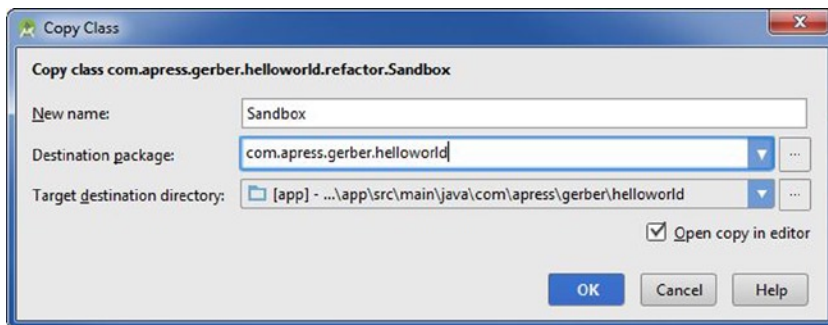 Copy Class
Copy class com.apress.gerber.helloworld.refactor.Sandbox
New name: Sandbox
Destination package: com.apress.gerber.helloworld ...
Target destination directory: [app] - ...\app\src\main\java\com\apress\gerber\helloworld ...
Open copy in editor
OK Cancel Help